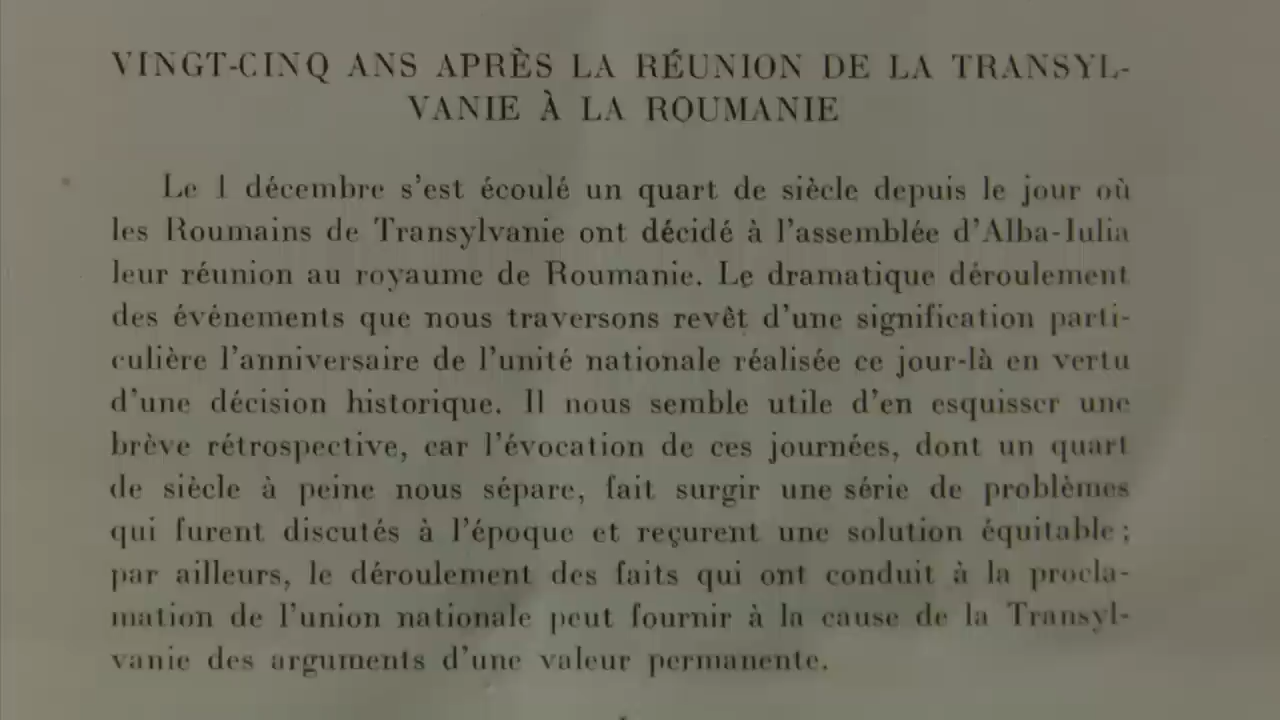 VINGT-CINQ ANS APRÈS LA RÉUNION DE LA TRANSYL-
VANIE À LA ROUMANIE
Le 1 décembre s'est écoulé un quart de siècle depuis le jour où
les Roumains de Transylvanie ont décidé à l'assemblée d'Alba-Iulia
leur réunion au royaume de Roumanie. Le dramatique déroulement
des événements que nous traversons revêt d'une signification parti-
culière l'anniversaire de l'unité nationale réalisée ce jour-là en vertu
d'une décision historique. Il nous semble utile d'en esquisser une
brève rétrospective, car l'évocation de ces journées, dont un quart
de siècle à peine nous sépare, fait surgir une série de problèmes
qui furent discutés à l'époque et reçurent une solution équitable;
par ailleurs, le déroulement des faits qui ont conduit à la procla-
mation de l'union nationale peut fournir à la cause de la Transyl-
vanie des arguments d'une valeur permanente.